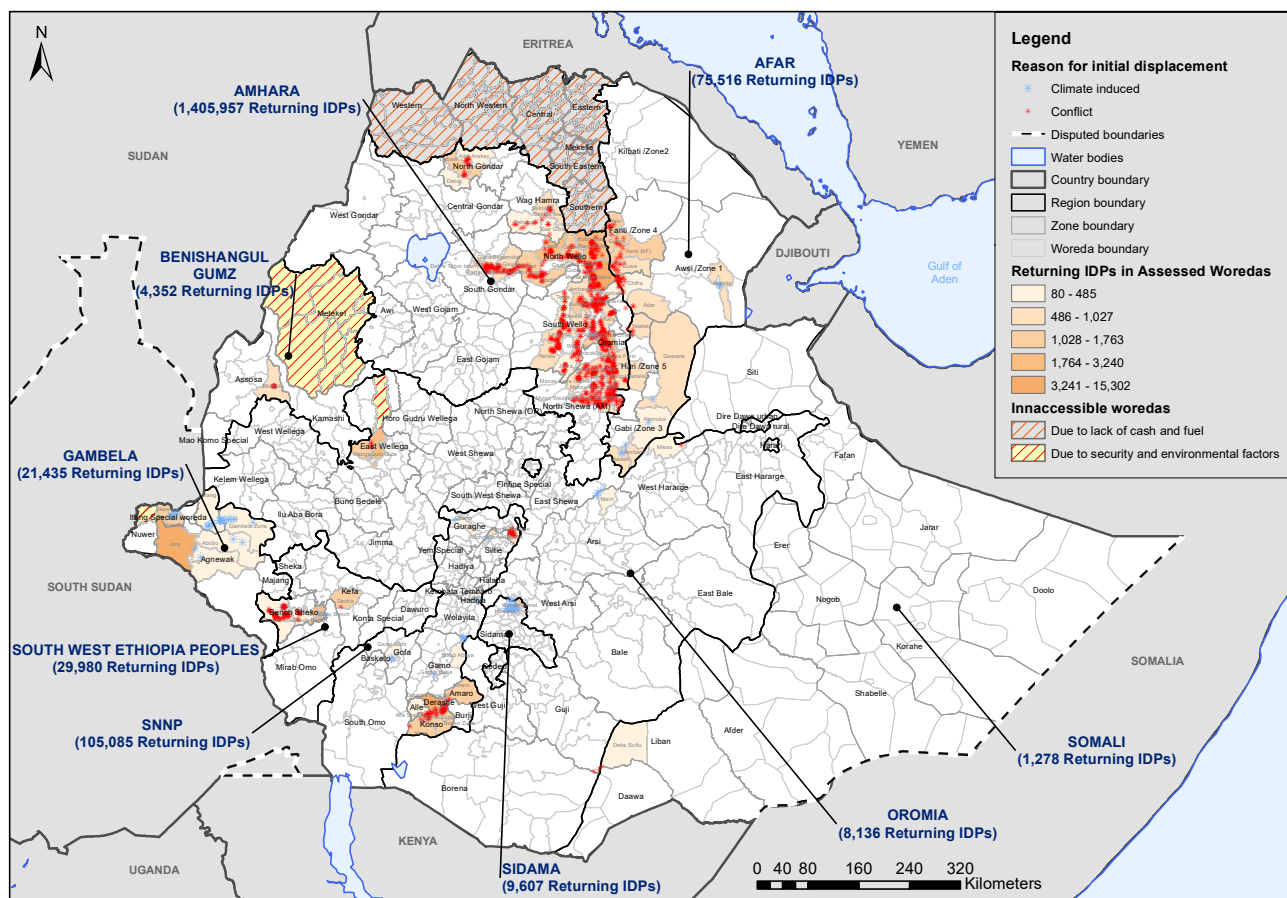 N
ERITREA
AFAR
(75,516 Returning IDPs)
AMHARA
(1,405,957 Returning IDPs)
SUDAN
YEMEN
DJIBOUTI
Gulf of
Aden
BENISHANGUL
GUMZ
(4,352 Returning IDPs)
GAMBELA
(21,435 Returning IDPs)
SOUTH SUDAN
SOUTH WEST ETHIOPIA PEOPLES
(29,980 Returning IDPs)
SNNP
(105,085 Returning IDPs)
SOMALIA
SOMALI
(1,278 Returning IDPs)
OROMIA
(8,136 Returning IDPs)
SIDAMA
(9,607 Returning IDPs)
KENYA
UGANDA
Western
North Western
Central
Eastern
Mekelle
South Eastern
Southern
Kilbati /Zone2
North Gondar
Wag Hamra
Central Gondar
West Gondar
Fanti /Zone 4
Awsi /Zone 1
North Wello
South Gondar
Chifra
Adar
Melekel
Awi
West Gojam
South Wello
Oromia
East Gojam
Hari /Zone 5
Gawane
Siti
Assosa
Kamashi
Horo Gudru Wellega
North Shewa (OR)
North Shewa (AM)
Gabi /Zone 3
Dire Dawa urban
Dire Dawa rural
Harari
Fafan
Mao Komo Special
West Wellega
East Wellega
West Shewa
Finfine Special
West Hararge
East Hararge
Kelem Wellega
Buno Bedele
South West Shewa
East Shewa
Merti
Jarar
Itang Special woreda
Nuwer
Agnewak
Ilu Aba Bora
Jimma
Guraghe
Yem Special
Siltie
Arsi
Erer
Hadiya
Halaba
Sheka
Majang
Kefa
Kembata Tembaro
Hadiya
West Arsi
East Bale
Nogob
Doolo
Bench Sheko
Konta Special
Dawuro
Wolayita
Sidama
Korahe
Mirab Omo
Basketo
Gofa
Gamo
Gedeo
Bale
Shabelle
Derashe
Amaro
Alle
Burji
Konso
West Guji
Guji
South Omo
Deka Suftu
Liban
Afder
Borena
Daawa
Legend
Reason for initial displacement
Climate induced
Conflict
Disputed boundaries
Water bodies
Country boundary
Region boundary
Zone boundary
Woreda boundary
Returning IDPs in Assessed Woredas
80 - 485
486 - 1,027
1,028 - 1,763
1,764 - 3,240
3,241 - 15,302
Innaccessible woredas
Due to lack of cash and fuel
Due to security and environmental factors
0 40 80 160 240 320
Kilometers